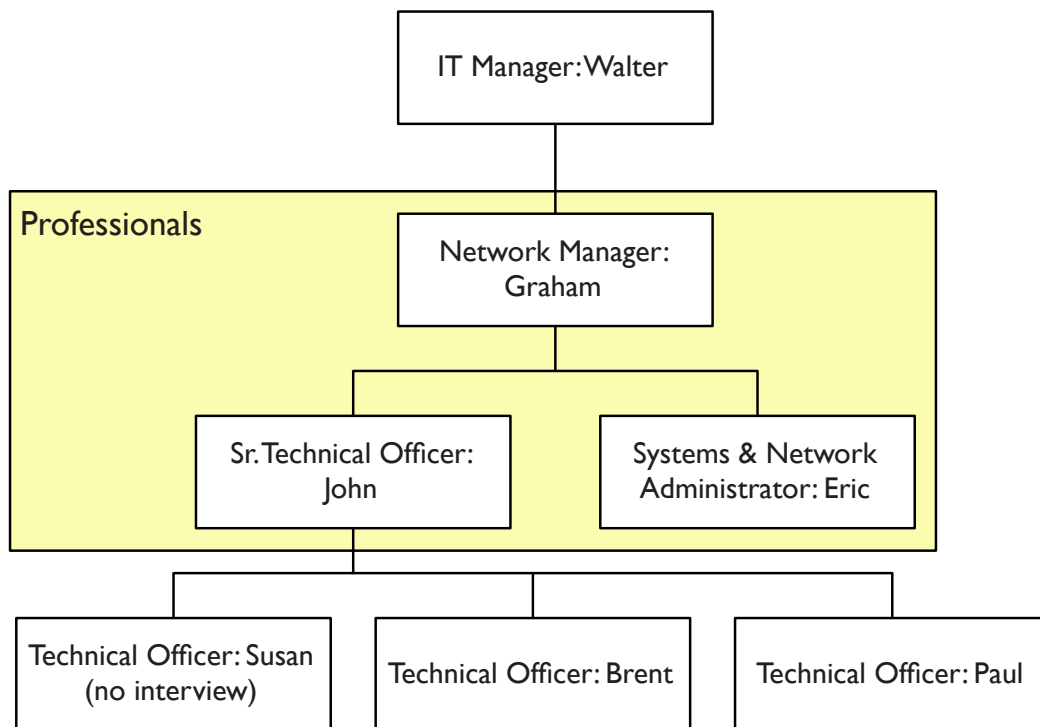 IT Manager: Walter
Professionals
Network Manager:
Graham
Sr. Technical Officer:
John
Systems & Network
Administrator: Eric
Technical Officer: Susan
(no interview)
Technical Officer: Brent
Technical Officer: Paul